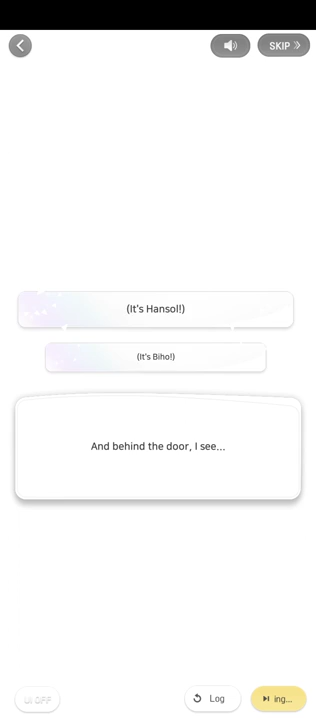 SKIP
(It's Hansol!)
(It's Biho!)
And behind the door, I see...
UI OFF
Log
ing...